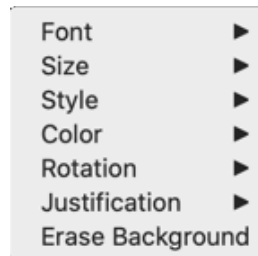 Font
Size
Style
Color
Rotation
Justification
Erase Background